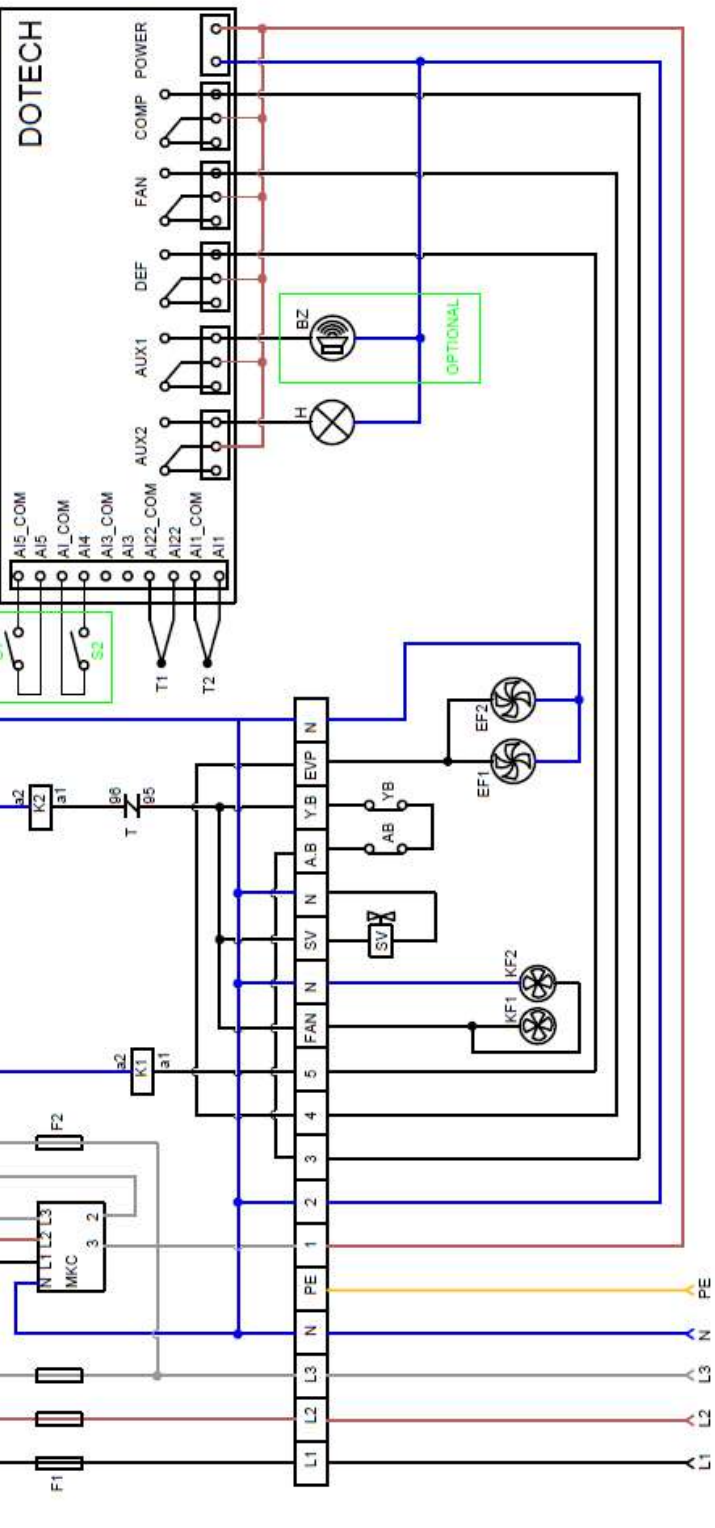 DOTECH
POWER
COMP
FAN
DEF
AUX1
AUX2
AI5_COM
AI5
AI_COM
AI4
AI3_COM
AI3
AI22_COM
AI22
AI1_COM
AI1
BZ
OPTIONAL
H
S2
T1
T2
a2
K2
a1
96
95
T
a2
K1
a1
F2
L3
L2
L1
N
2
3
MKC
F1
N
EVP
Y.B
A.B
N
SV
N
FAN
5
4
3
2
1
PE
N
L3
L2
L1
EF2
EF1
YB
AB
SV
KF2
KF1
PE
N
L3
L2
L1